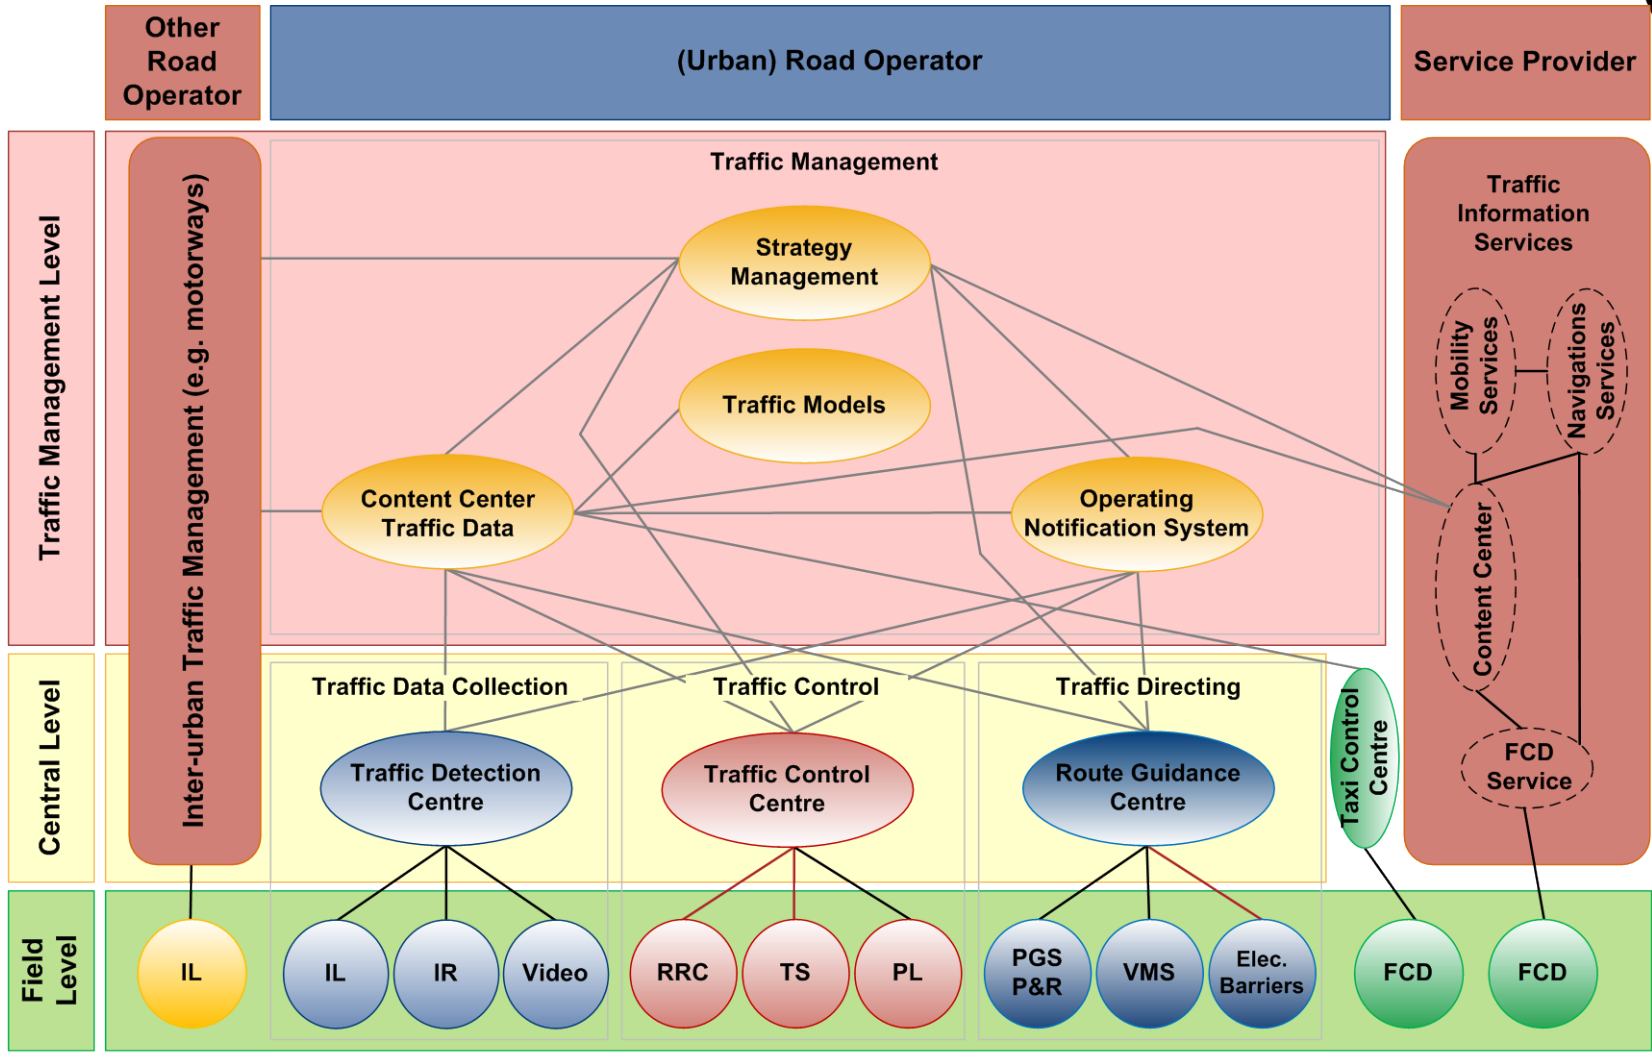 Other
Road
Operator
(Urban) Road Operator
Service Provider
Traffic Management Level
Inter-urban Traffic Management (e.g. motorways)
Traffic Management
Strategy
Management
Traffic Models
Content Center
Traffic Data
Operating
Notification System
Traffic
Information
Services
Mobility
Services
Navigations
Services
Content Center
FCD
Service
Central Level
Traffic Data Collection
Traffic Control
Traffic Directing
Traffic Detection
Centre
Traffic Control
Centre
Route Guidance
Centre
Taxi Control
Centre
Field
Level
IL
IL
IR
Video
RRC
TS
PL
PGS
P&R
VMS
Elec.
Barriers
FCD
FCD